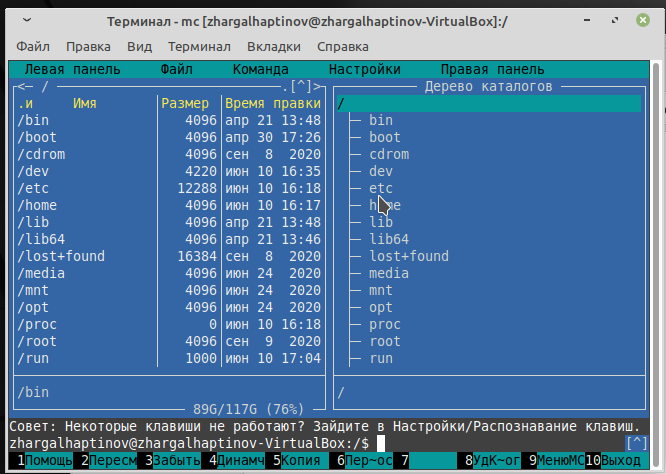 Терминал - mc [zhargalhaptinov@zhargalhaptinov-VirtualBox]:/
Файл Правка Вид Терминал Вкладки Справка
Левая панель Файл Команда Настройки Правая панель
<─ / .[^]> Дерево каталогов
.и Имя Размер Время правки /
/bin 4096 апр 21 13:48 bin
/boot 4096 апр 30 17:26 boot
/cdrom 4096 сен 8 2020 cdrom
/dev 4220 июн 10 16:35 dev
/etc 12288 июн 10 16:18 etc
/home 4096 июн 10 16:17 home
/lib 4096 апр 21 13:48 lib
/lib64 4096 апр 21 13:46 lib64
/lost+found 16384 сен 8 2020 lost+found
/media 4096 июн 24 2020 media
/mnt 4096 июн 24 2020 mnt
/opt 4096 июн 24 2020 opt
/proc 0 июн 10 16:18 proc
/root 4096 сен 9 2020 root
/run 1000 июн 10 17:04 run
/bin /
89G/117G (76%)
Совет: Некоторые клавиши не работают? Зайдите в Настройки/Распознавание клавиш.
zhargalhaptinov@zhargalhaptinov-VirtualBox:/$ [^]
1Помощь 2Пересм 3Забыть 4Динамч 5Копия 6Пер~ос 7 8УдК~ог 9МенюМС 10Выход